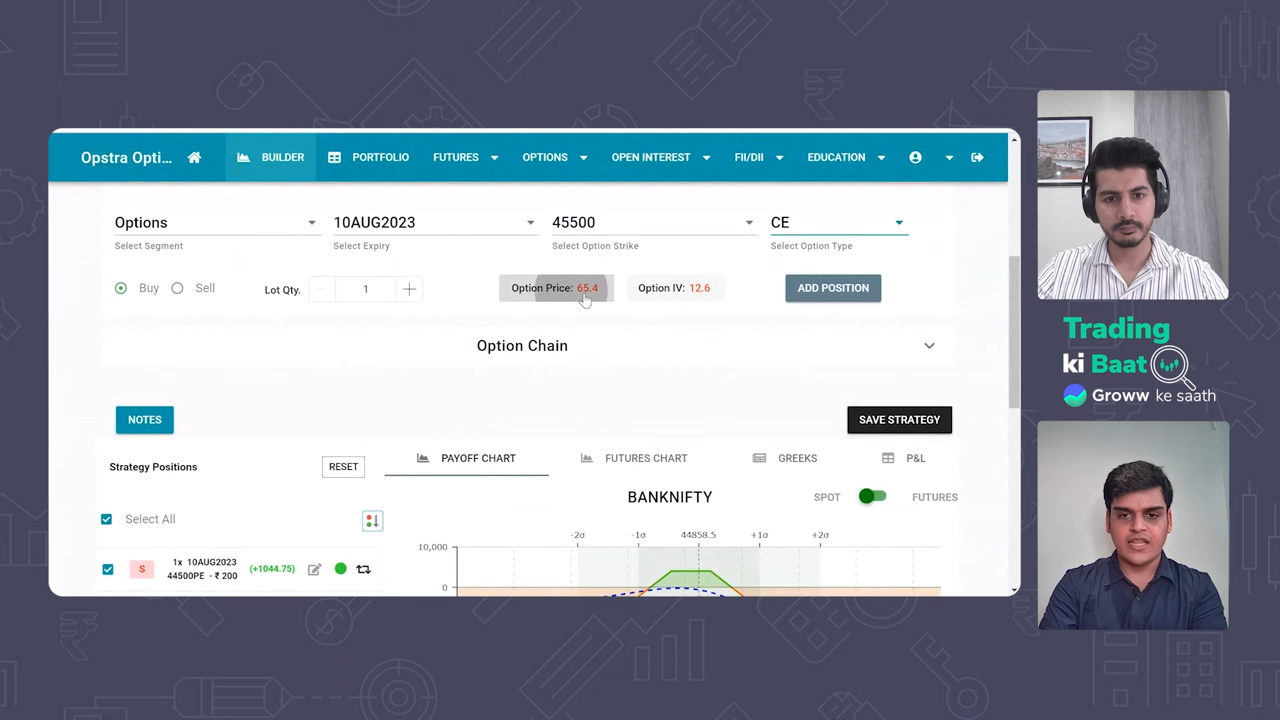 Opstra Opti...
BUILDER
PORTFOLIO
FUTURES
OPTIONS
OPEN INTEREST
FII/DII
EDUCATION
Options
10AUG2023
45500
CE
Select Segment
Select Expiry
Select Option Strike
Select Option Type
Buy
Sell
Lot Qty.
1
Option Price: 65.4
Option IV: 12.6
ADD POSITION
Option Chain
NOTES
SAVE STRATEGY
Strategy Positions
RESET
PAYOFF CHART
FUTURES CHART
GREEKS
P&L
BANKNIFTY
SPOT
FUTURES
Select All
-2σ
-1σ
44858.5
+1σ
+2σ
10,000
0
S
1x 10AUG2023
44500PE - ₹ 200
(+1044.75)
Trading
ki Baat
Groww ke saath